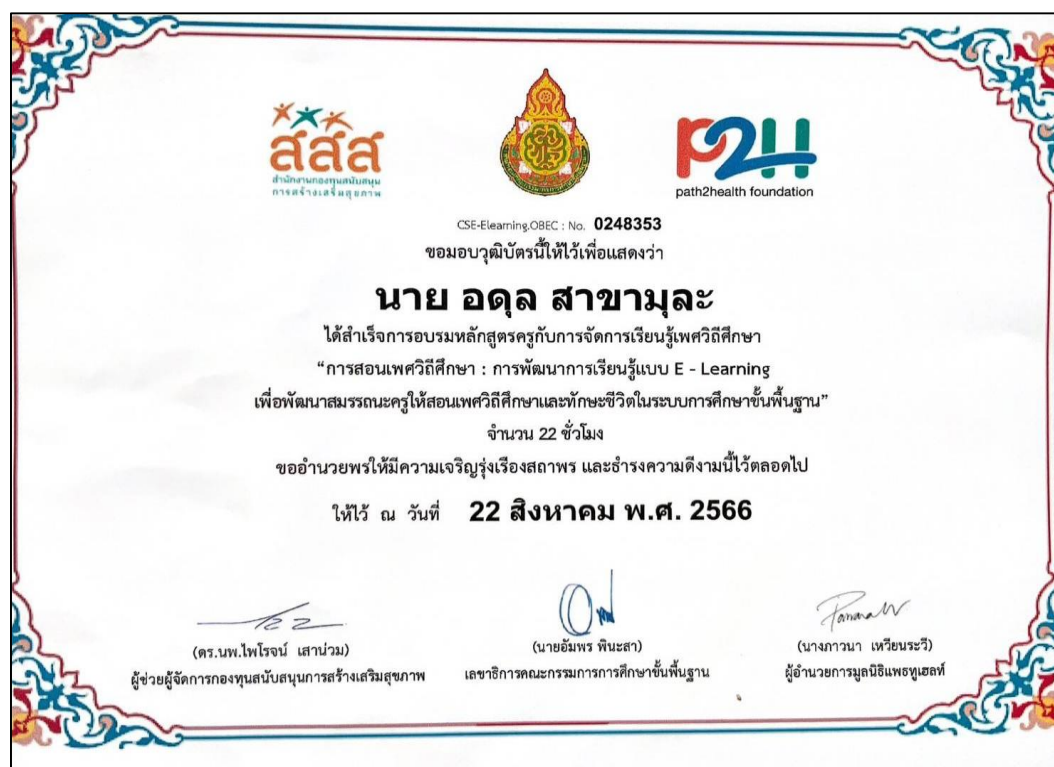 สสส
สำนักงานกองทุนสนับสนุน
การสร้างเสริมสุขภาพ
p2H
path2health foundation
CSE-Elearning.OBEC : No. 0248353
ขอมอบวุฒิบัตรนี้ให้ไว้เพื่อแสดงว่า
นาย อดุล สาขามุละ
ได้สำเร็จการอบรมหลักสูตรครูกับการจัดการเรียนรู้เพศวิถีศึกษา
“การสอนเพศวิถีศึกษา : การพัฒนาการเรียนรู้แบบ E - Learning
เพื่อพัฒนาสมรรถนะครูให้สอนเพศวิถีศึกษาและทักษะชีวิตในระบบการศึกษาขั้นพื้นฐาน”
จำนวน 22 ชั่วโมง
ขออำนวยพรให้มีความเจริญรุ่งเรืองสถาพร และธำรงความดีงามนี้ไว้ตลอดไป
ให้ไว้ ณ วันที่ 22 สิงหาคม พ.ศ. 2566
(ดร.นพ.ไพโรจน์ เสาน่วม)
ผู้ช่วยผู้จัดการกองทุนสนับสนุนการสร้างเสริมสุขภาพ
(นายอัมพร พินะสา)
เลขาธิการคณะกรรมการการศึกษาขั้นพื้นฐาน
(นางภาวนา เหวียนระวี)
ผู้อำนวยการมูลนิธิแพธทูเฮลท์